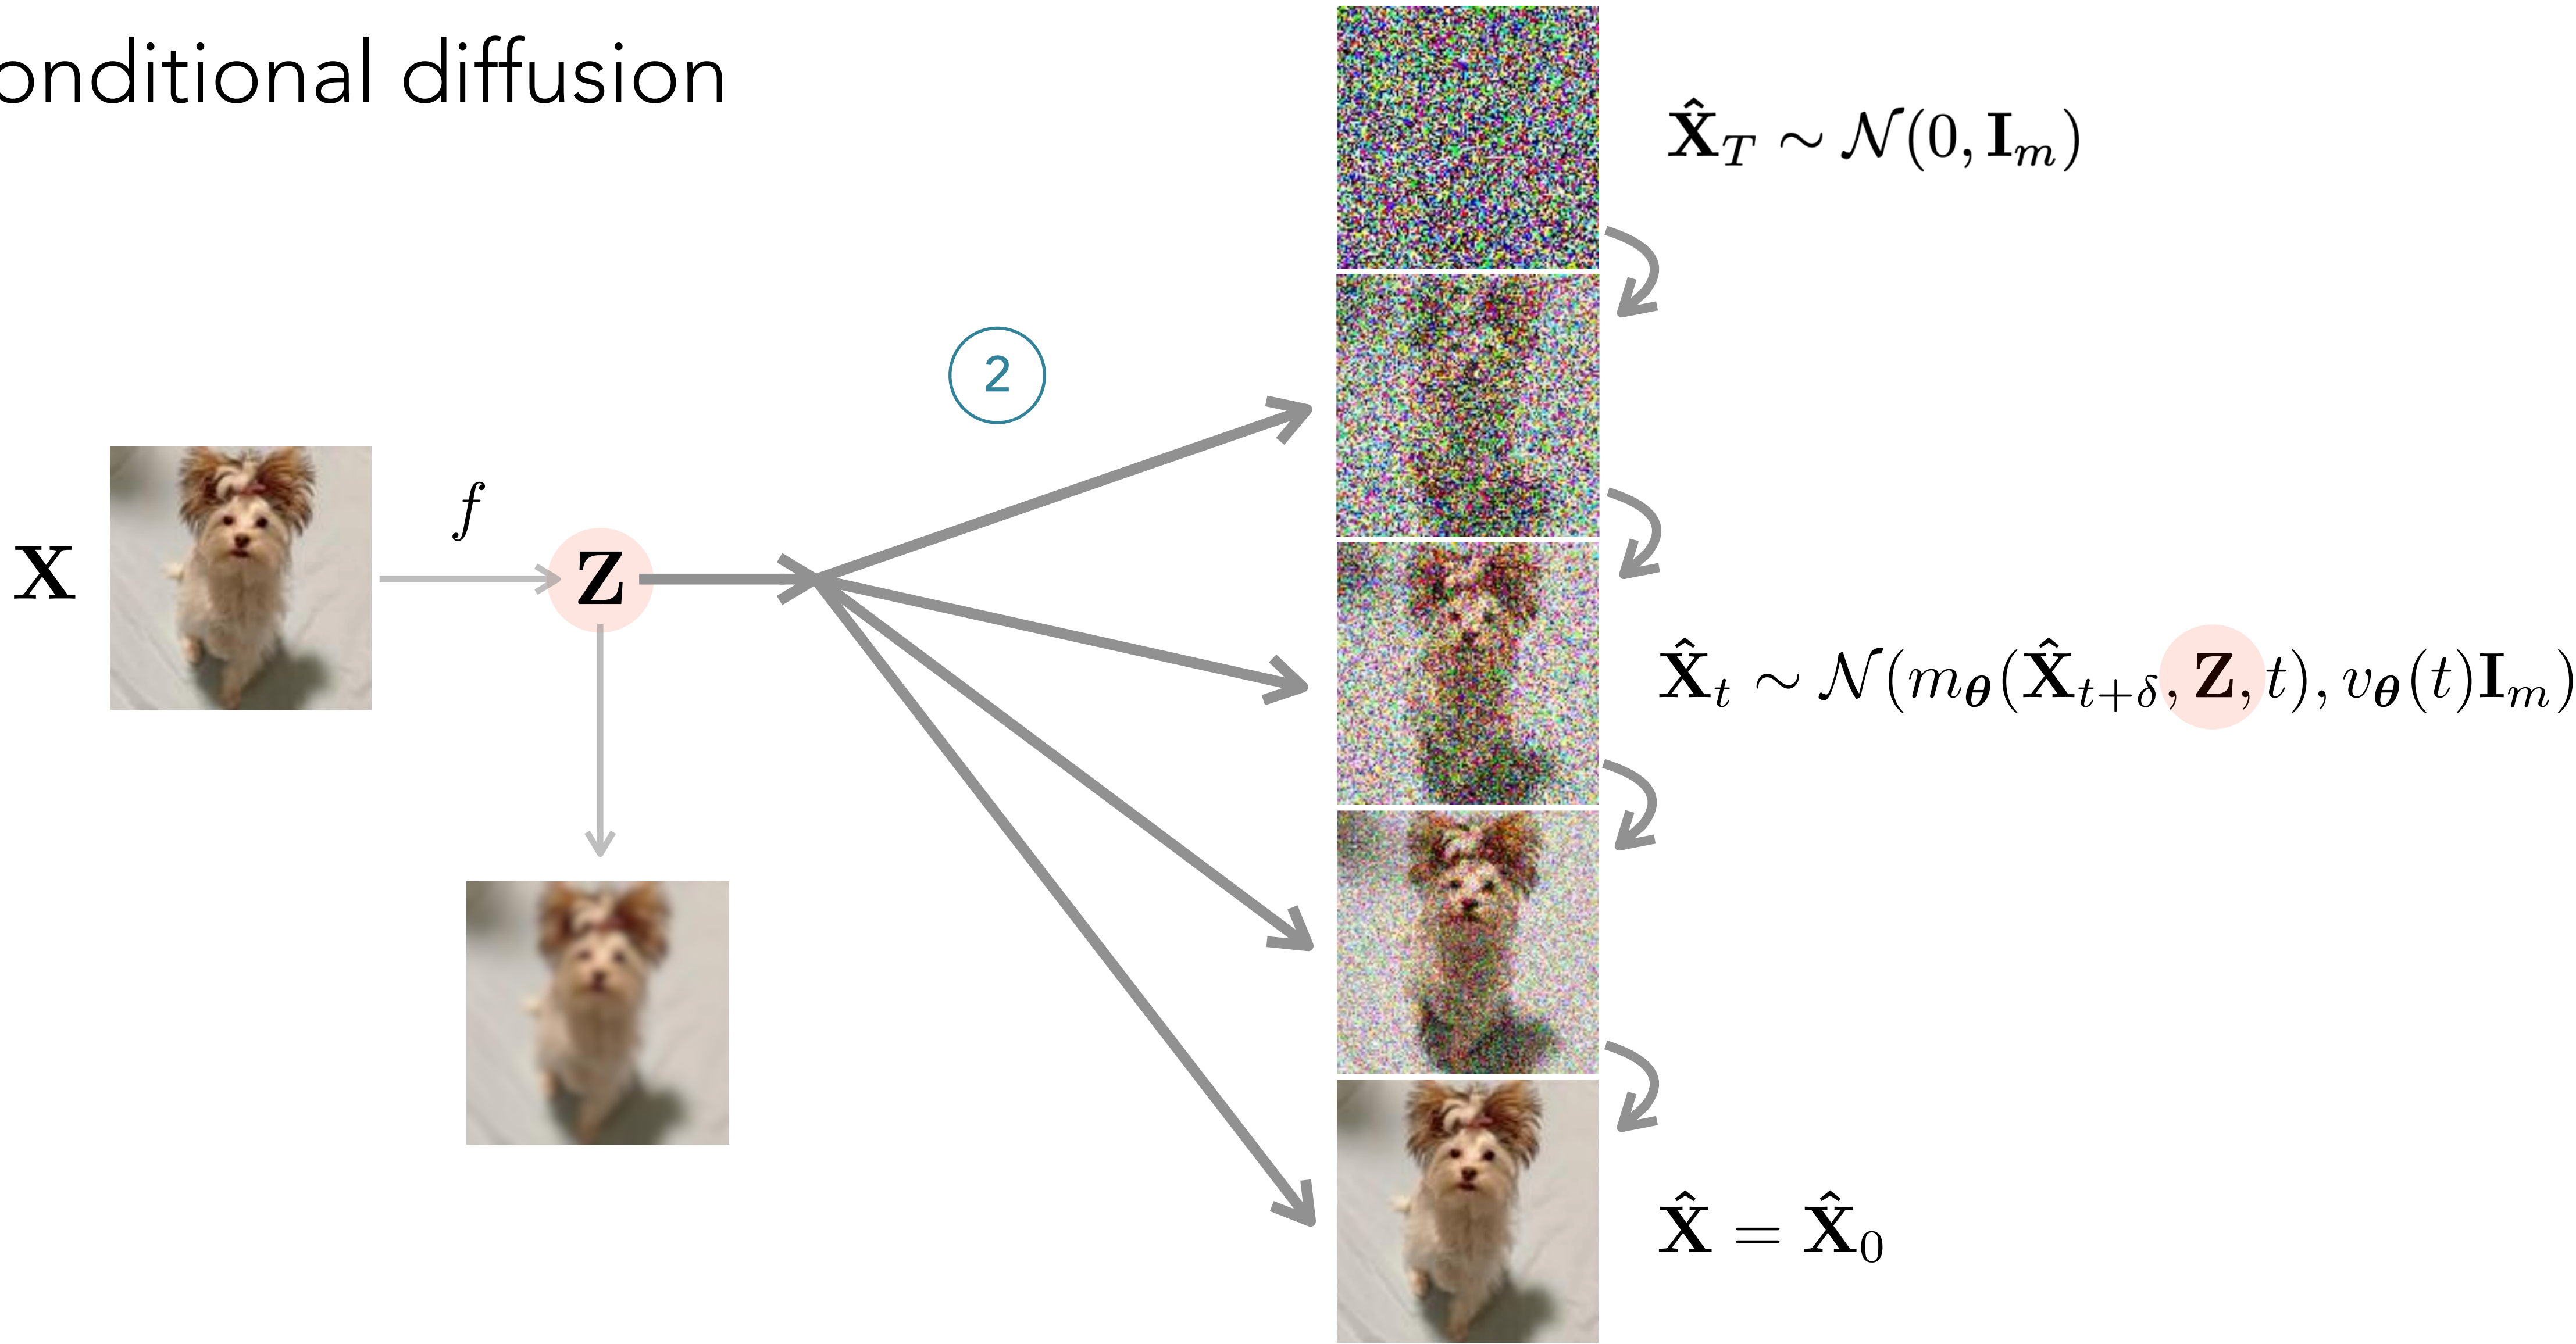 onditional diffusion
X̂_T ∼ 𝒩(0, I_m)
2
f
X
Z
X̂_t ∼ 𝒩(m_θ(X̂_{t+δ}, Z, t), v_θ(t)I_m)
X̂ = X̂_0